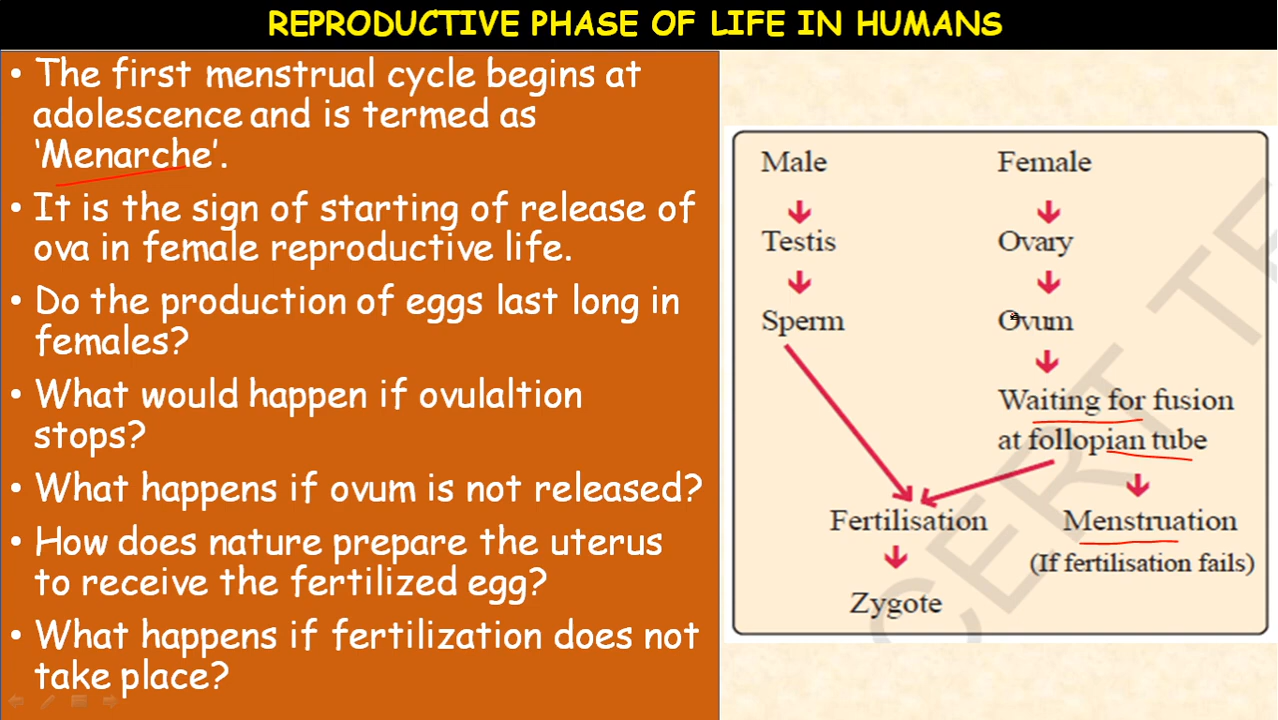 REPRODUCTIVE PHASE OF LIFE IN HUMANS
• The first menstrual cycle begins at
adolescence and is termed as
‘Menarche’.
• It is the sign of starting of release of
ova in female reproductive life.
• Do the production of eggs last long in
females?
• What would happen if ovulaltion
stops?
• What happens if ovum is not released?
• How does nature prepare the uterus
to receive the fertilized egg?
• What happens if fertilization does not
take place?
Male
Female
Testis
Ovary
Sperm
Ovum
Waiting for fusion
at follopian tube
Fertilisation
Menstruation
(If fertilisation fails)
Zygote